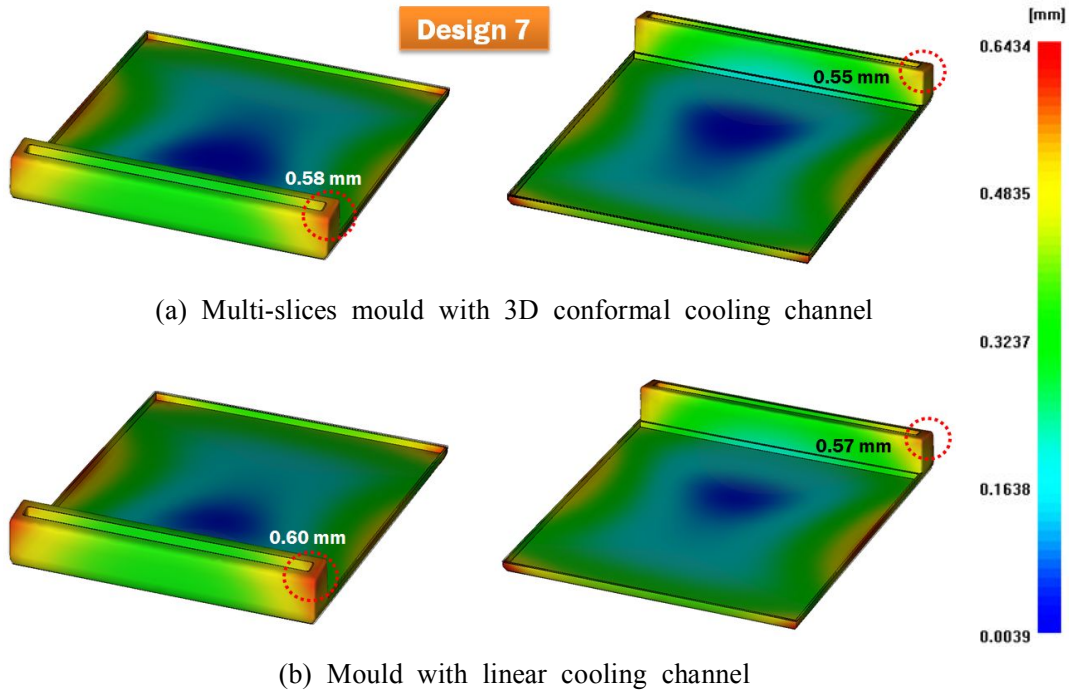 Design 7
[mm]
0.6434
0.55 mm
0.58 mm
0.4835
(a) Multi-slices mould with 3D conformal cooling channel
0.3237
0.57 mm
0.1638
0.60 mm
0.0039
(b) Mould with linear cooling channel